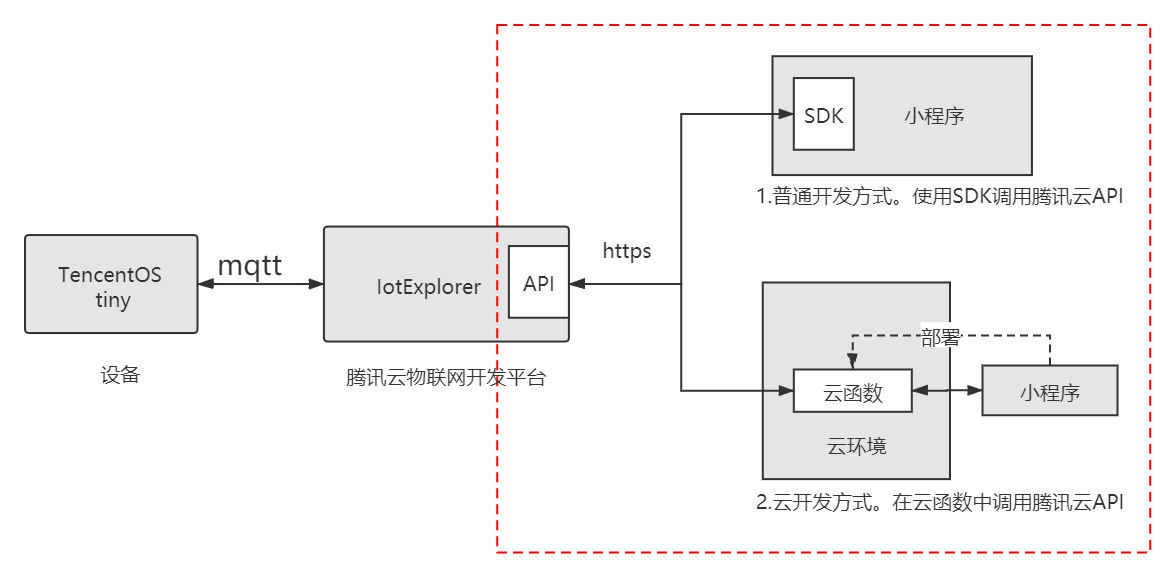 TencentOS
tiny
设备
mqtt
IotExplorer
API
腾讯云物联网开发平台
https
SDK
小程序
1.普通开发方式。使用SDK调用腾讯云API
部署
云函数
小程序
云环境
2.云开发方式。在云函数中调用腾讯云API